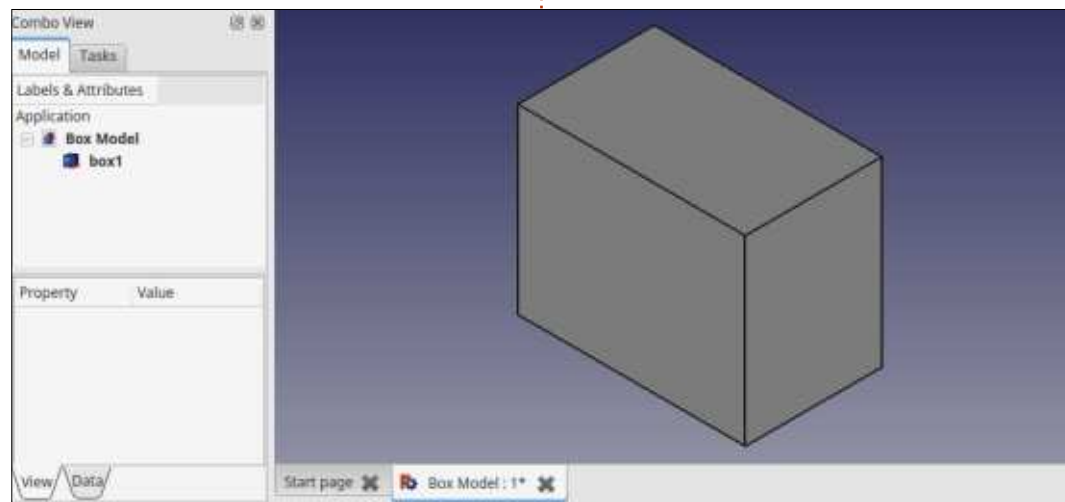 Combo View
Model Tasks
Labels & Attributes
Application
Box Model
box1
Property Value
View Data
Start page Box Model : 1*